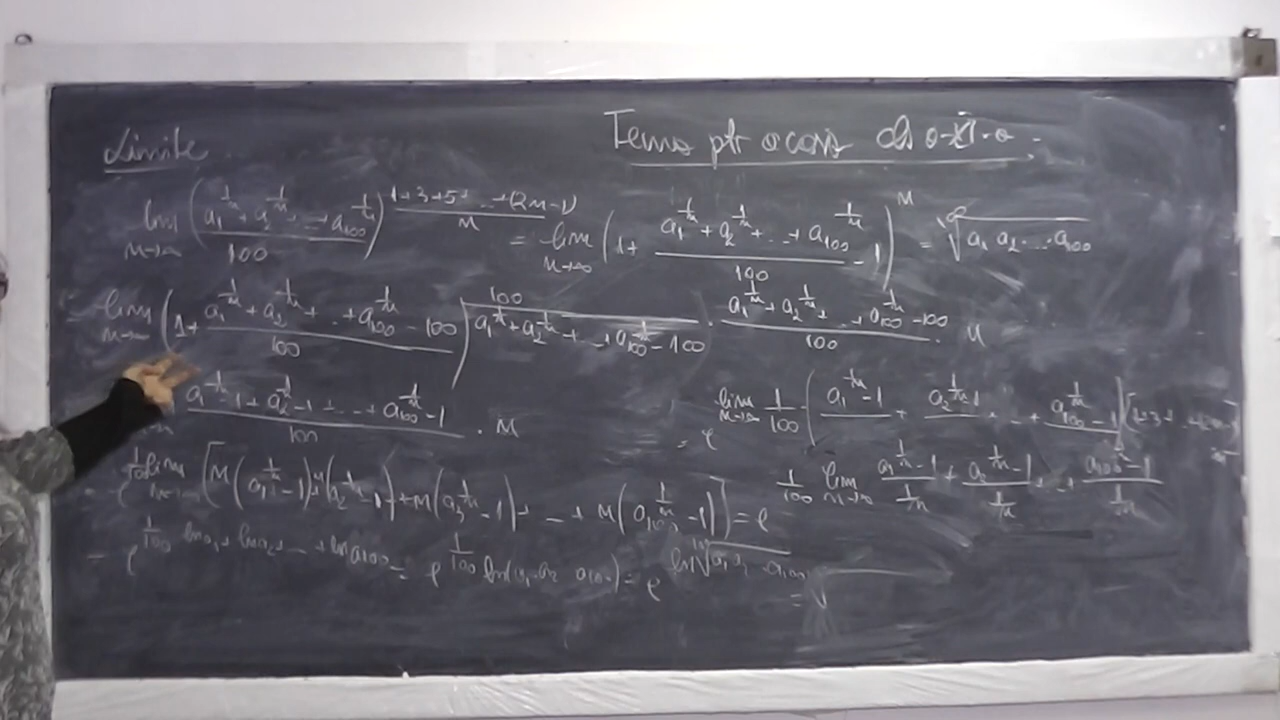 Limite
Tema ptr acasă cls a XI-a
lim n→∞ ((a₁^(1/n) + a₂^(1/n) + ... + a₁₀₀^(1/n))/100)^((1+3+5+...+(2n-1))/n) = lim n→∞ (1 + (a₁^(1/n) + a₂^(1/n) + ... + a₁₀₀^(1/n))/100 - 1)^n = √(a₁ a₂ ... a₁₀₀)
lim n→∞ (1 + (a₁^(1/n) + a₂^(1/n) + ... + a₁₀₀^(1/n) - 100)/100)^(100/(a₁^(1/n) + a₂^(1/n) + ... + a₁₀₀^(1/n) - 100) · (a₁^(1/n) + a₂^(1/n) + ... + a₁₀₀^(1/n) - 100)/100 · n)
(a₁^(1/n) - 1 + a₂^(1/n) - 1 + ... + a₁₀₀^(1/n) - 1)/100 · n
= e^(lim n→∞ 1/100 (a₁^(1/n) - 1 + a₂^(1/n) - 1 ... + a₁₀₀^(1/n) - 1)
= e^(1/100 lim n→∞ [n(a₁^(1/n) - 1) + n(a₂^(1/n) - 1) + n(a₃^(1/n) - 1) + ... + n(a₁₀₀^(1/n) - 1)]) = e^(1/100 lim n→∞ (a₁^(1/n) - 1)/(1/n) + (a₂^(1/n) - 1)/(1/n) + ... + (a₁₀₀^(1/n) - 1)/(1/n))
= e^(1/100 ln a₁ + ln a₂ + ... + ln a₁₀₀) = e^(1/100 ln(a₁ · a₂ ... a₁₀₀)) = e^(ln ¹⁰⁰√(a₁ a₂ ... a₁₀₀))
= √